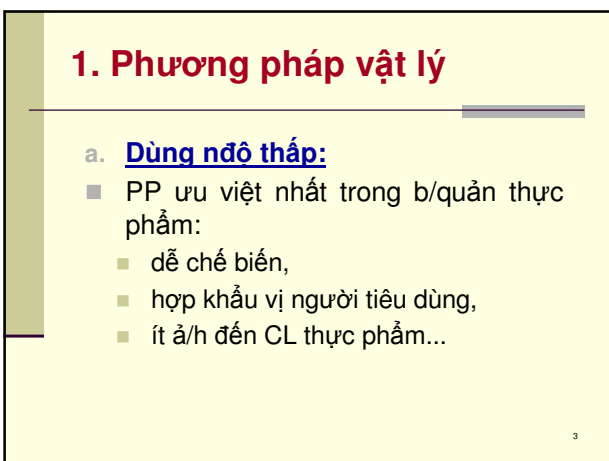 1. Phương pháp vật lý
a. Dùng nđộ thấp:
PP ưu việt nhất trong b/quản thực
phẩm:
dễ chế biến,
hợp khẩu vị người tiêu dùng,
ít ả/h đến CL thực phẩm...
3